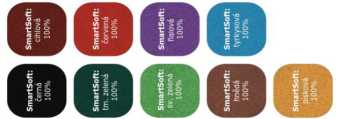 SmartSoft:
cihlová
100%
SmartSoft:
červená
100%
SmartSoft:
fialová
100%
SmartSoft:
tyrkysová
100%
SmartSoft:
černá
100%
SmartSoft:
tm. zelená
100%
SmartSoft:
sv. zelená
100%
SmartSoft:
hnědá
100%
SmartSoft:
písková
100%